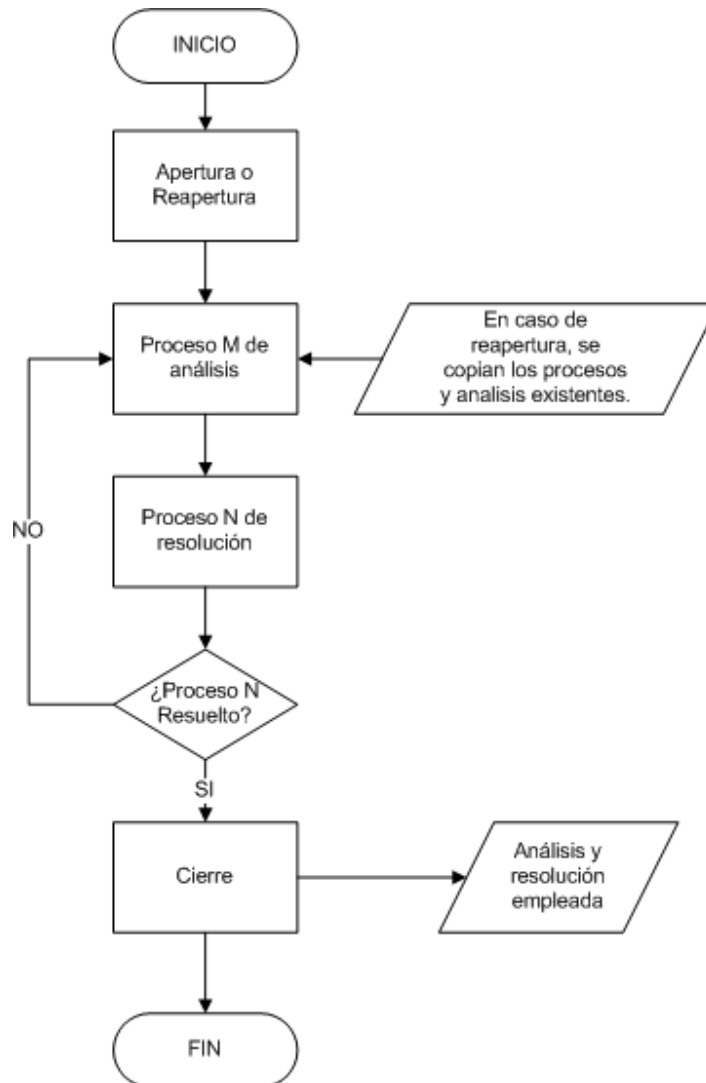 INICIO
Apertura o
Reapertura
Proceso M de
análisis
En caso de
reapertura, se
copian los procesos
y analisis existentes.
Proceso N de
resolución
NO
¿Proceso N
Resuelto?
SI
Cierre
Análisis y
resolución
empleada
FIN